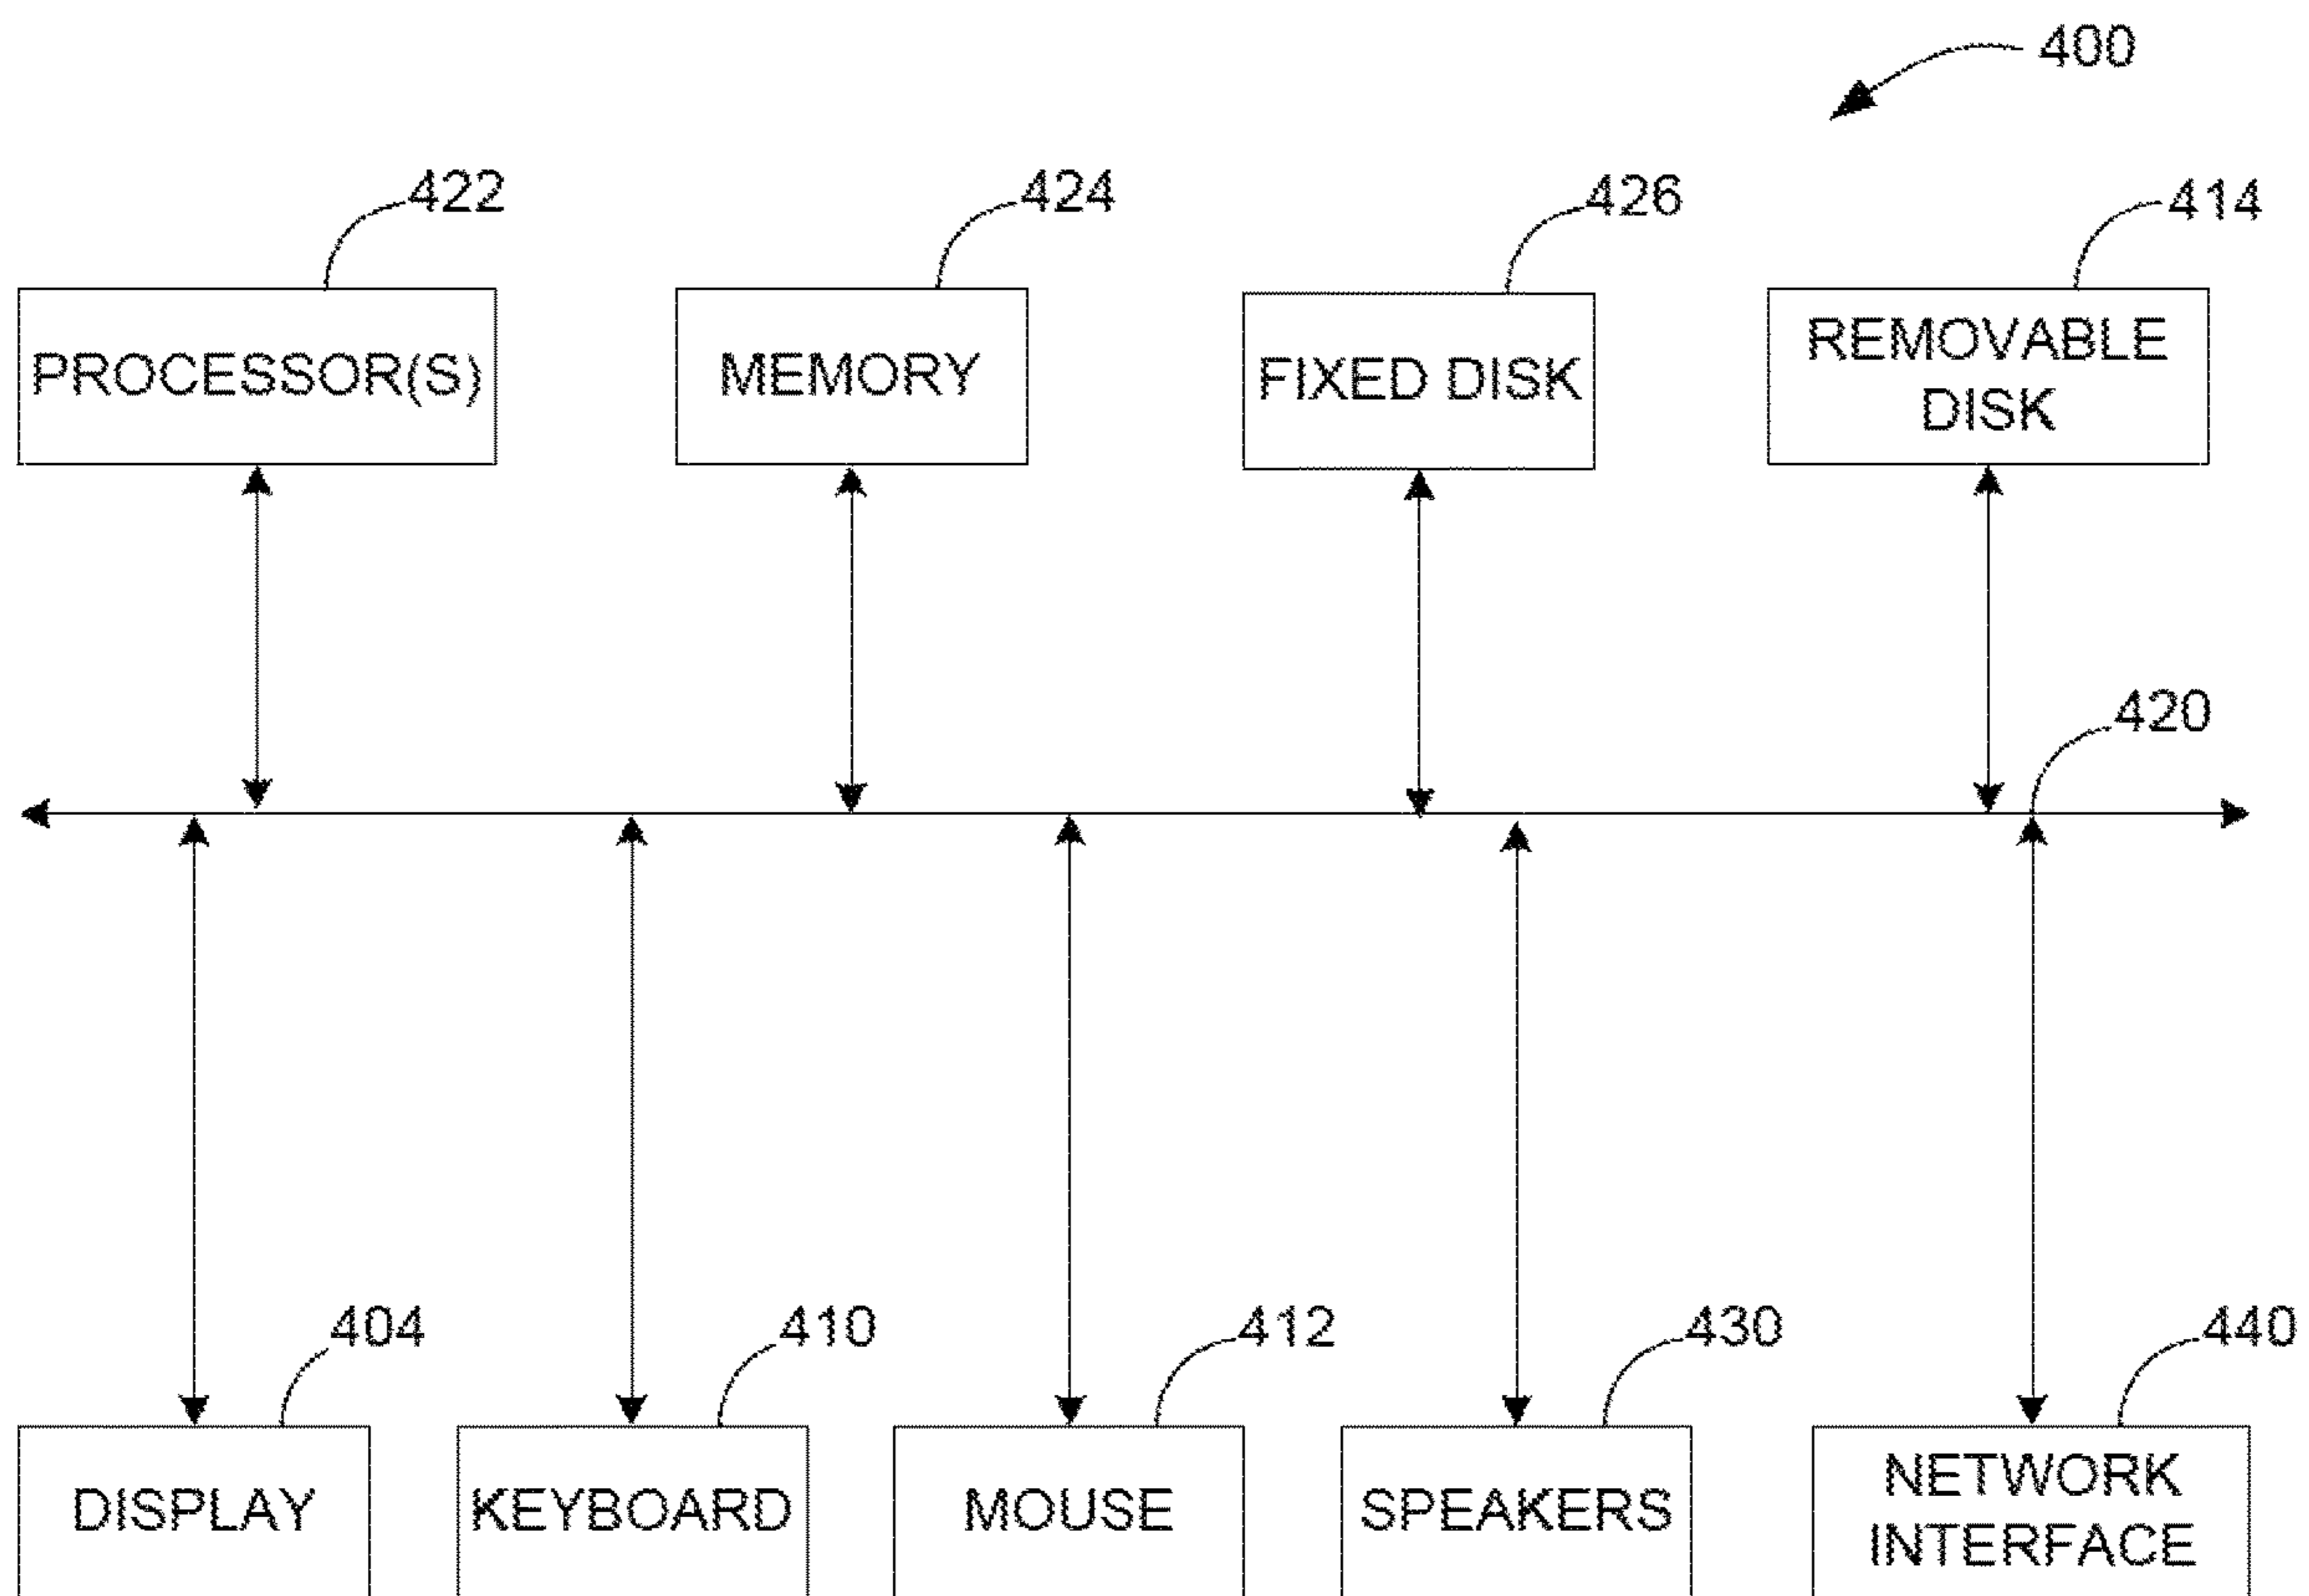 400
422
424
426
414
PROCESSOR(S)
MEMORY
FIXED DISK
REMOVABLE
DISK
420
404
410
412
430
440
DISPLAY
KEYBOARD
MOUSE
SPEAKERS
NETWORK
INTERFACE